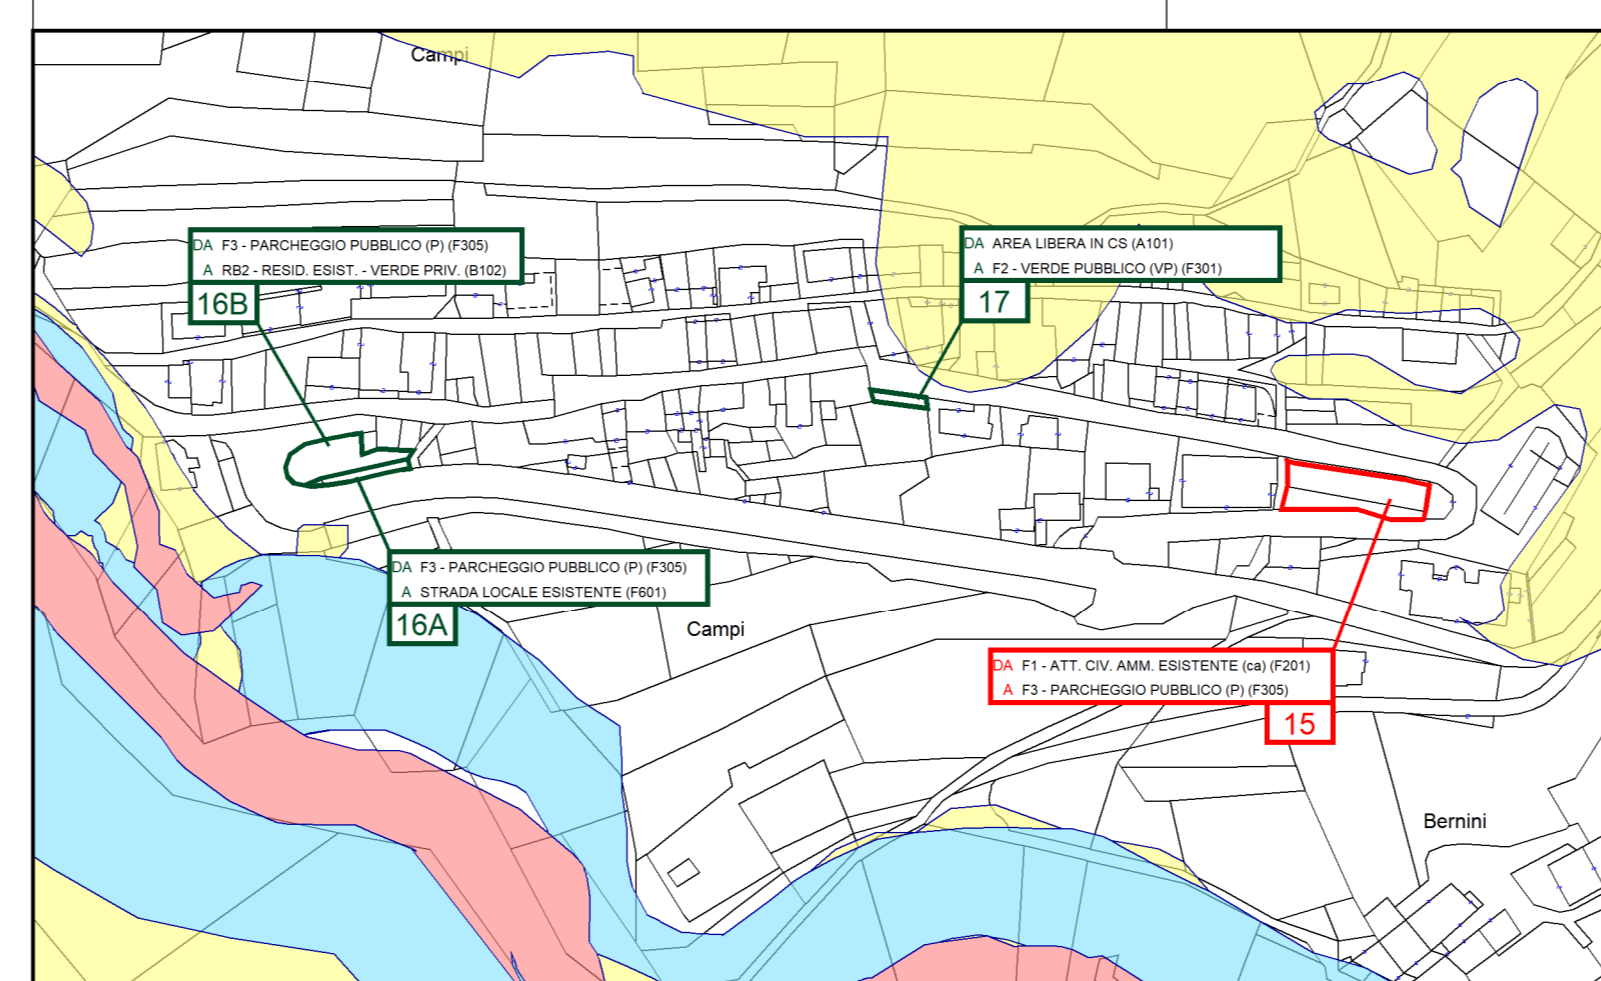 Campi
DA F3 - PARCHEGGIO PUBBLICO (P) (F305)
A RB2 - RESID. ESIST. - VERDE PRIV. (B102)
16B
DA AREA LIBERA IN CS (A101)
A F2 - VERDE PUBBLICO (VP) (F301)
17
DA F3 - PARCHEGGIO PUBBLICO (P) (F305)
A STRADA LOCALE ESISTENTE (F601)
16A
Campi
DA F1 - ATT. CIV. AMM. ESISTENTE (ca) (F201)
A F3 - PARCHEGGIO PUBBLICO (P) (F305)
15
Bernini